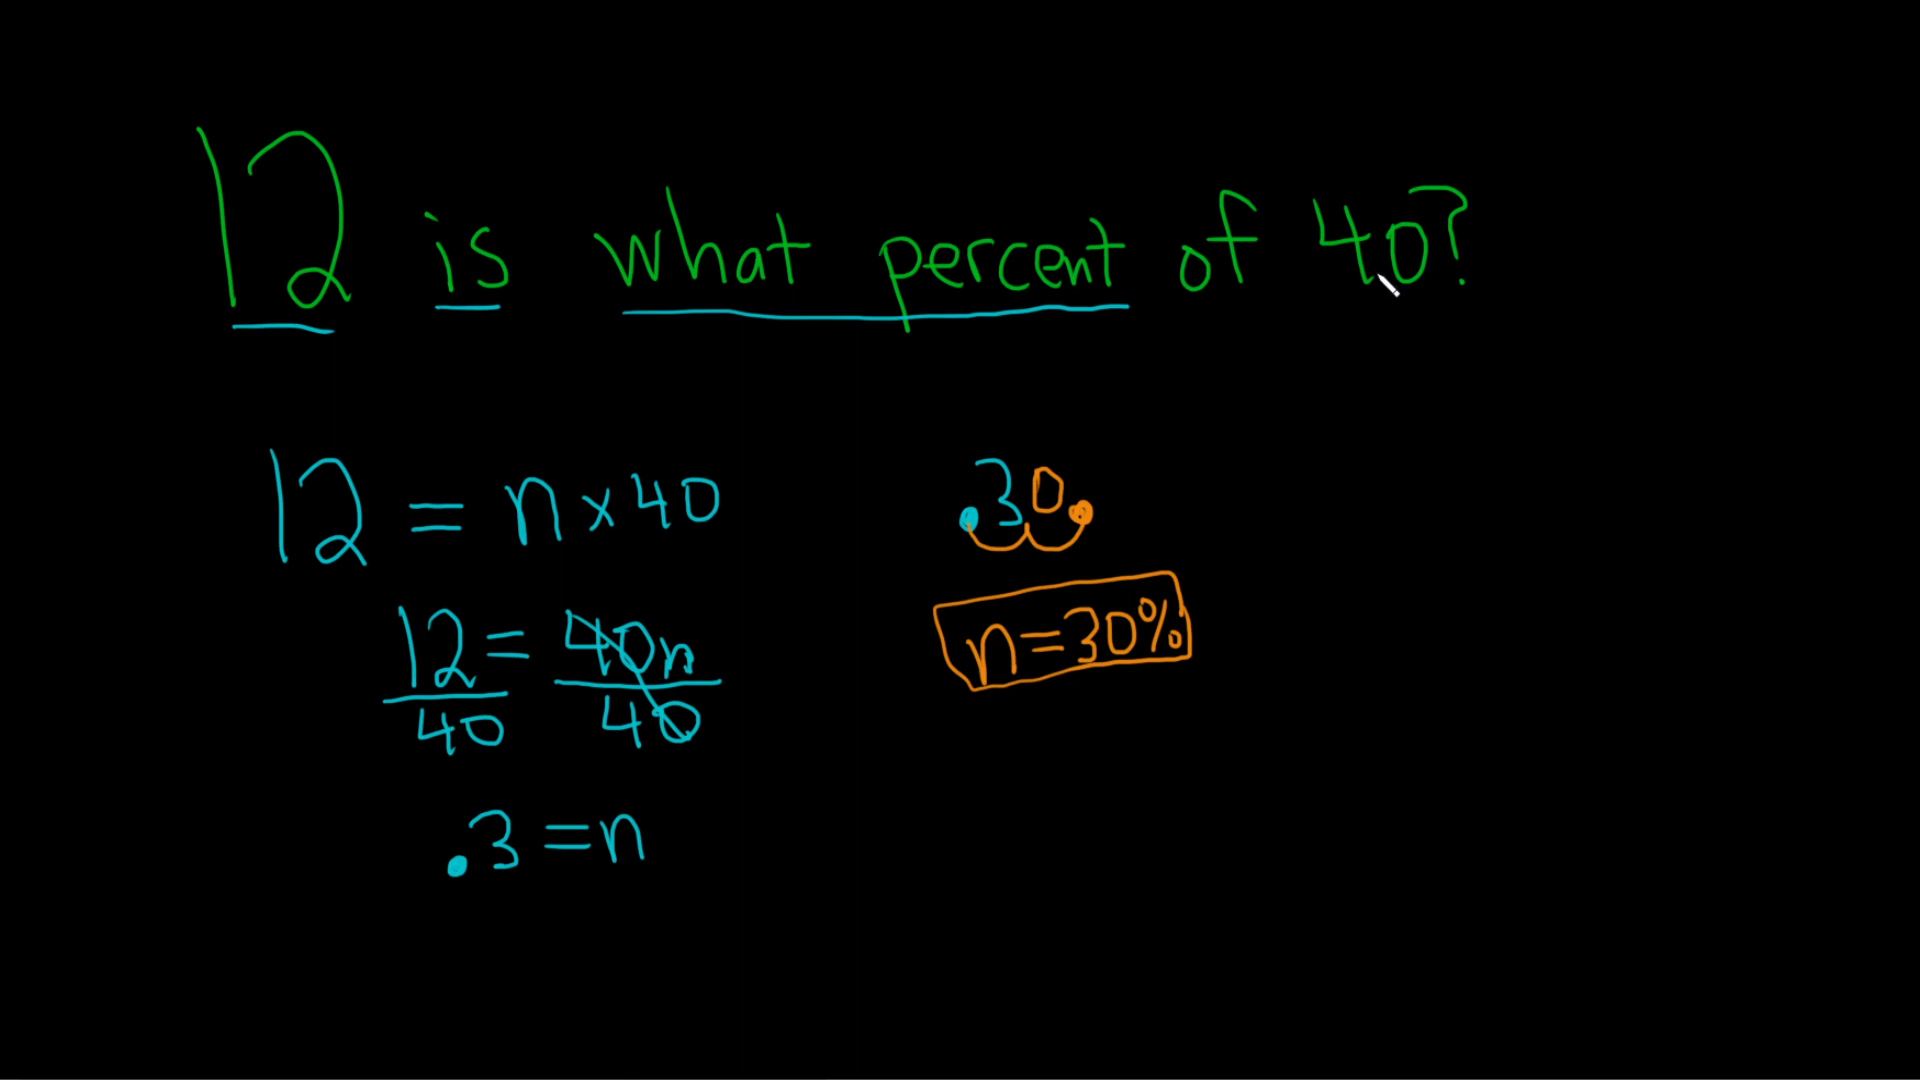 12 is what percent of 40?
12 = n x 40
12 = 40n
40 40
.3 = n
.30.
n=30%